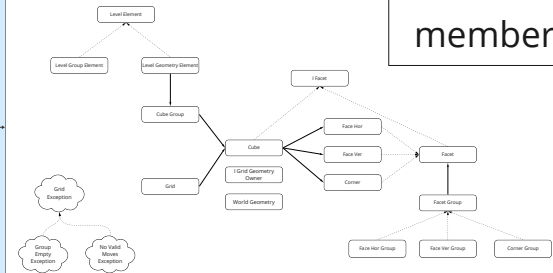 member
Level Element
Level Group Element
Level Geometry Element
I Facet
Cube Group
Face Hor
Cube
Face Ver
Facet
I Grid Geometry
Owner
Grid
Corner
Grid
Exception
World Geometry
Facet Group
Group
Empty
Exception
No Valid
Moves
Exception
Face Hor Group
Face Ver Group
Corner Group